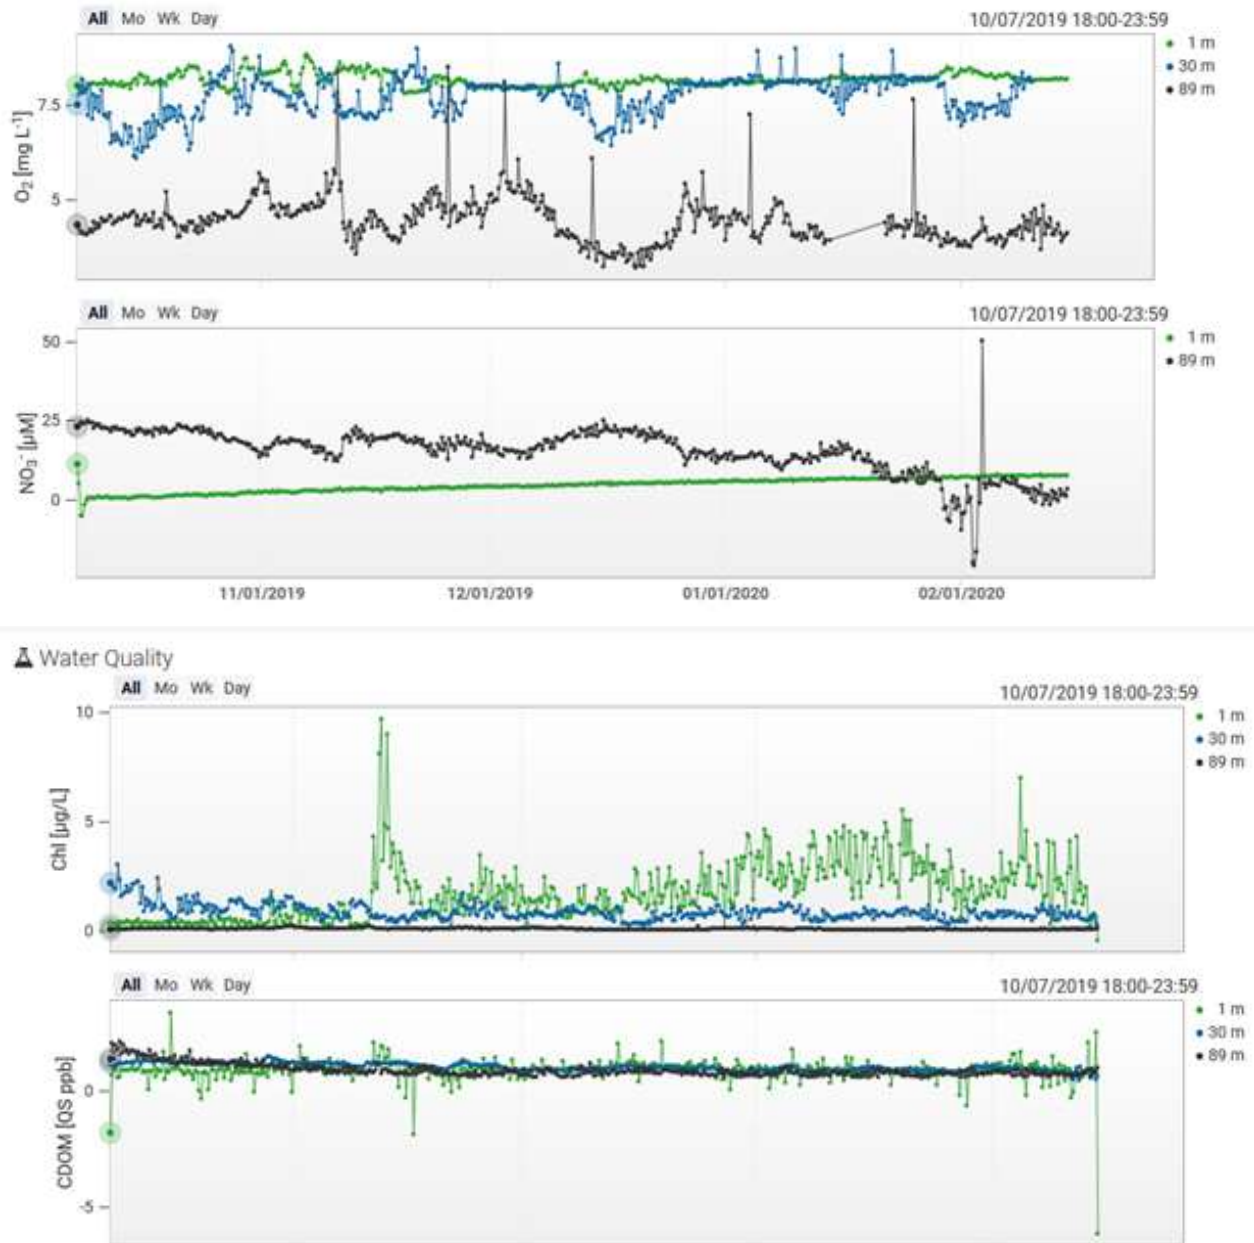 All Mo Wk Day 10/07/2019 18:00-23:59
1 m
30 m
89 m
7.5
5
O₂ [mg L⁻¹]
All Mo Wk Day 10/07/2019 18:00-23:59
1 m
89 m
50
25
0
NO₃⁻ [µM]
11/01/2019 12/01/2019 01/01/2020 02/01/2020
Water Quality
All Mo Wk Day 10/07/2019 18:00-23:59
1 m
30 m
89 m
10
5
0
Chl [µg/L]
All Mo Wk Day 10/07/2019 18:00-23:59
1 m
30 m
89 m
0
-5
CDOM [QS ppb]